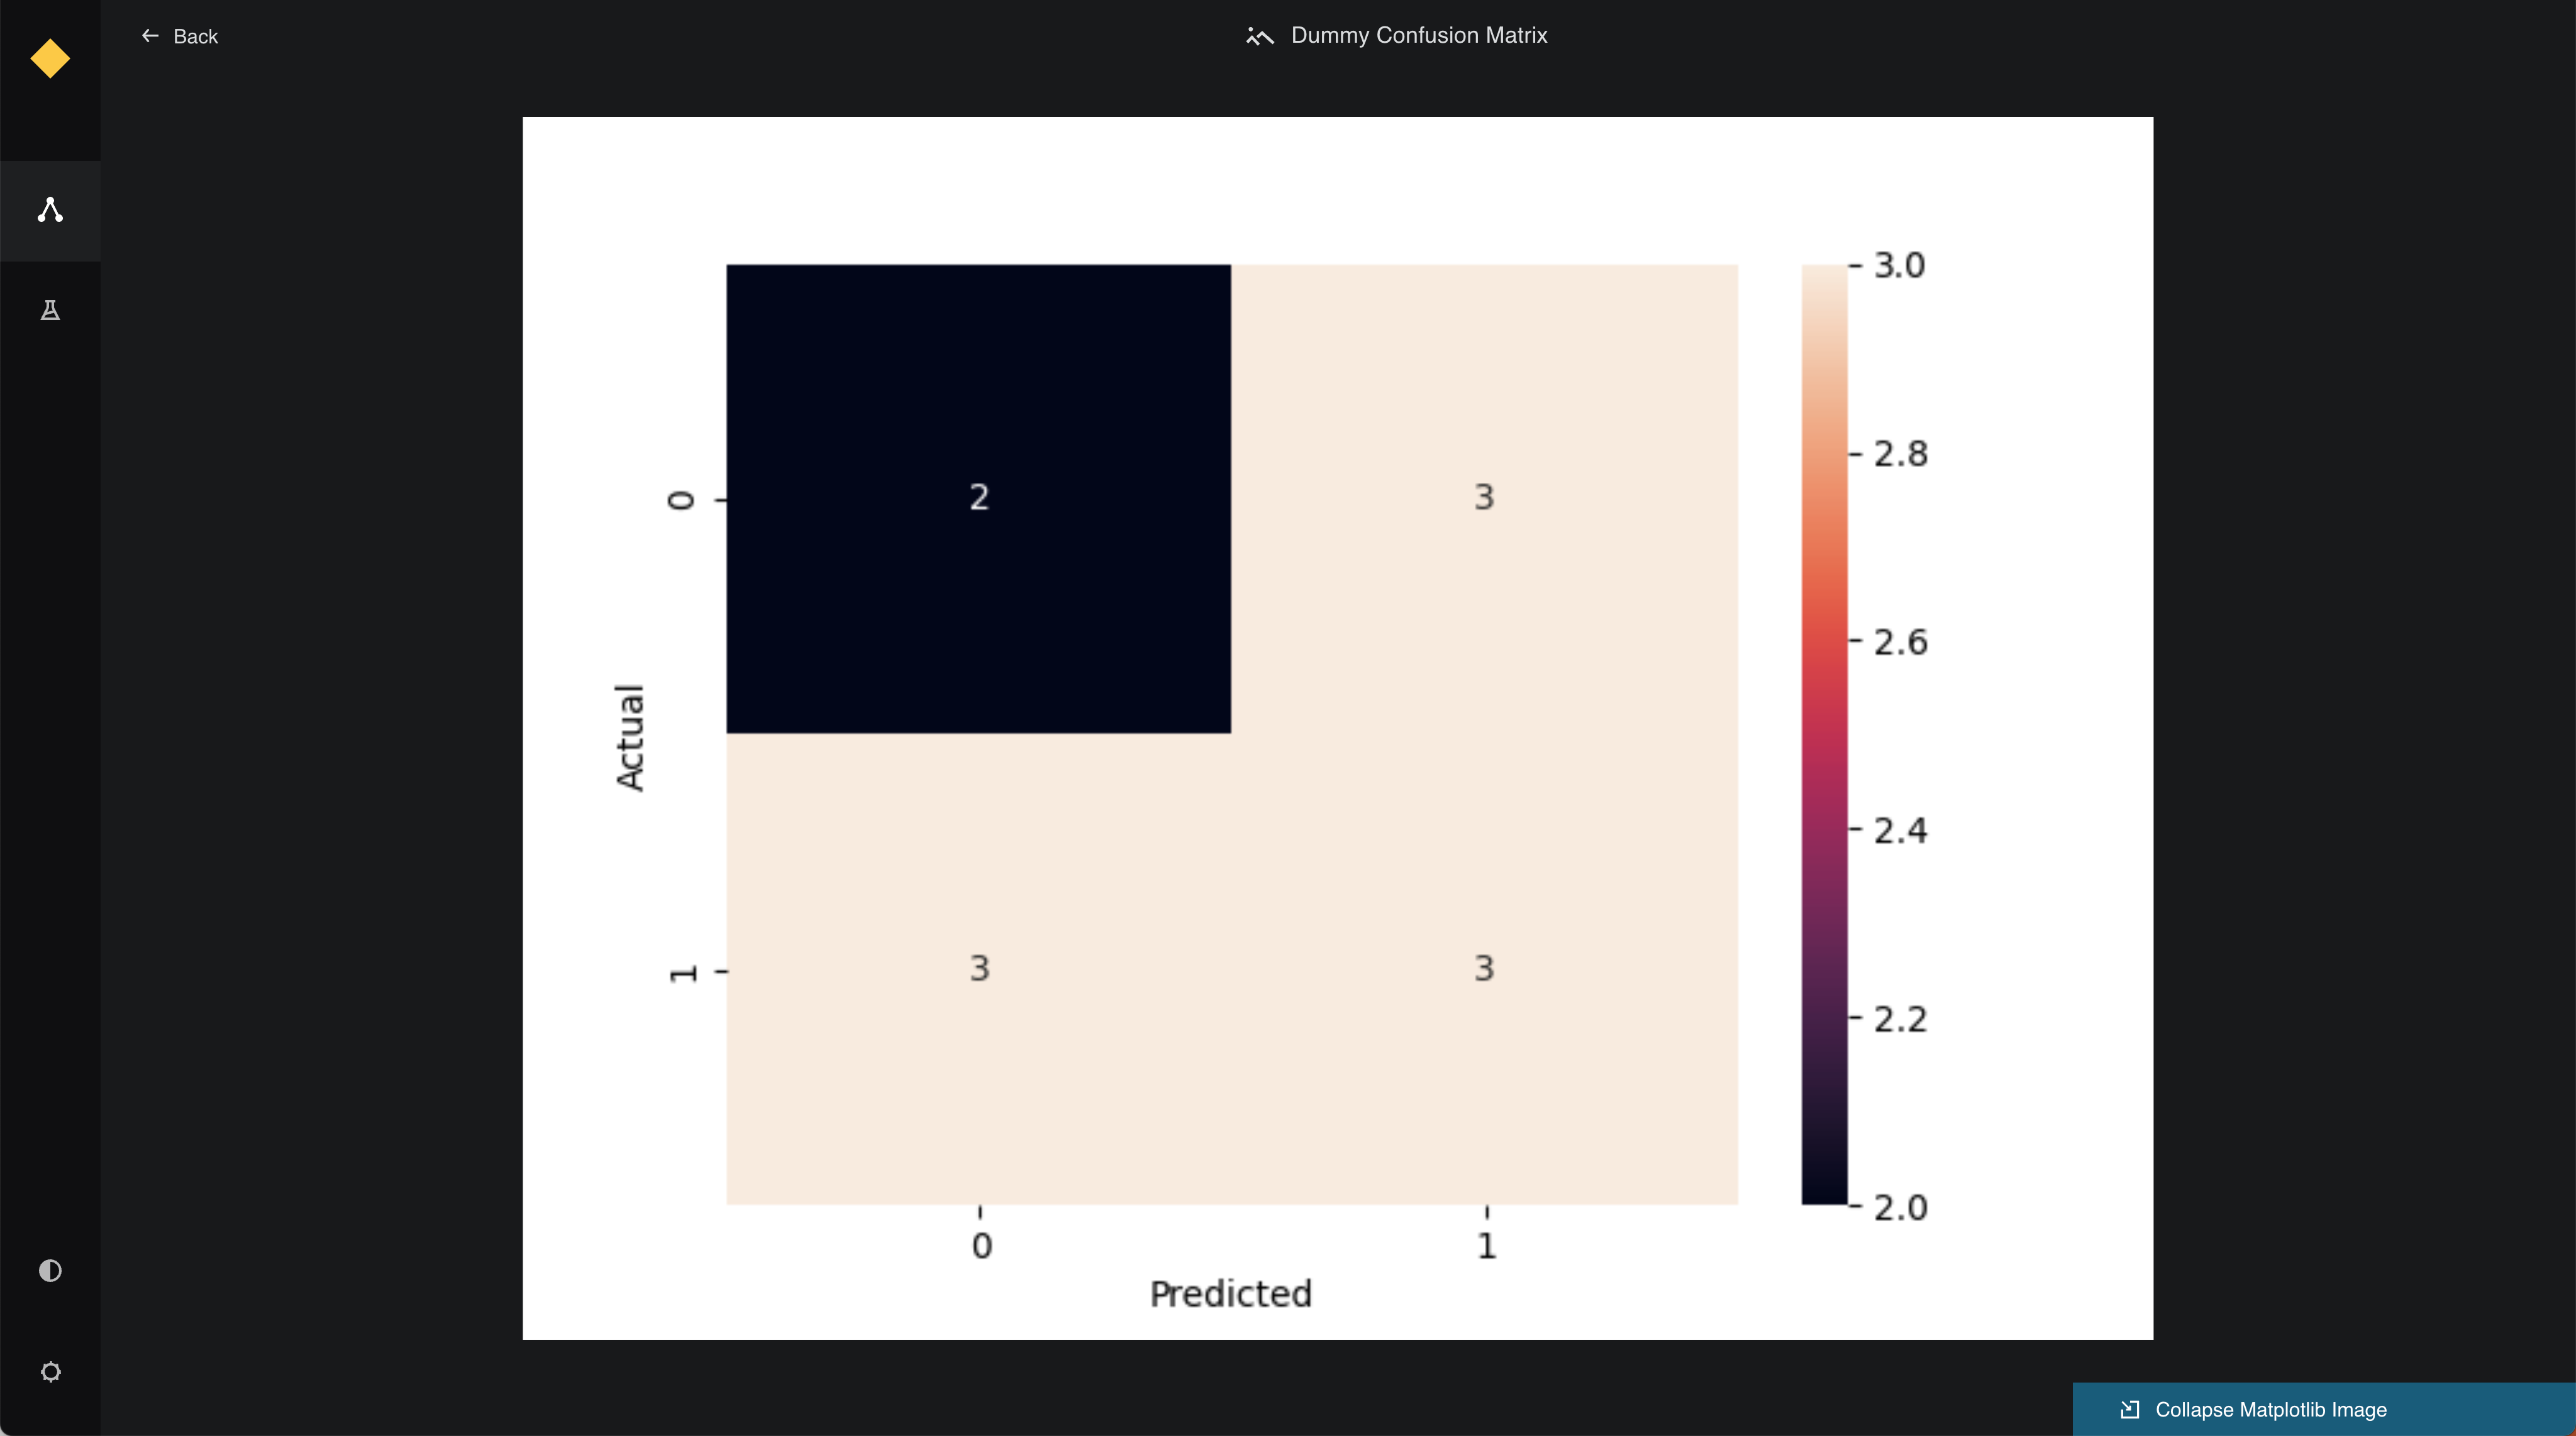 Back
Dummy Confusion Matrix
3.0
2.8
2 3
0
2.6
Actual
2.4
3 3
1
2.2
2.0
0 1
Predicted
Collapse Matplotlib Image